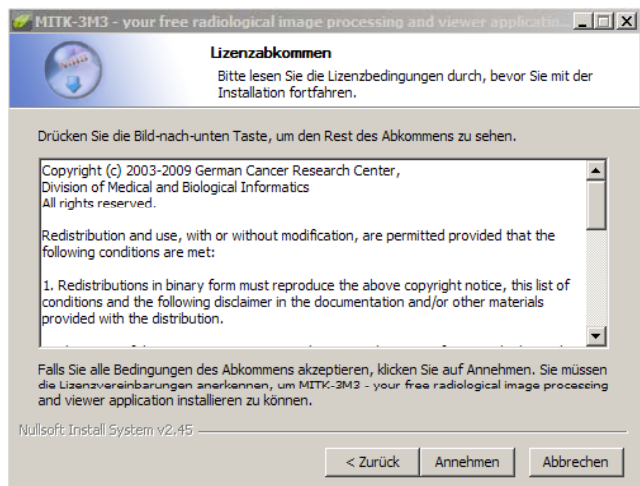 MITK-3M3 - your free radiological image processing and viewer applicatio...
Lizenzabkommen
Bitte lesen Sie die Lizenzbedingungen durch, bevor Sie mit der
Installation fortfahren.
Drücken Sie die Bild-nach-unten Taste, um den Rest des Abkommens zu sehen.
Copyright (c) 2003-2009 German Cancer Research Center,
Division of Medical and Biological Informatics
All rights reserved.
Redistribution and use, with or without modification, are permitted provided that the
following conditions are met:
1. Redistributions in binary form must reproduce the above copyright notice, this list of
conditions and the following disclaimer in the documentation and/or other materials
provided with the distribution.
Falls Sie alle Bedingungen des Abkommens akzeptieren, klicken Sie auf Annehmen. Sie müssen
die Lizenzvereinbarungen anerkennen, um MITK-3M3 - your free radiological image processing
and viewer application installieren zu können.
Nullsoft Install System v2.45
< Zurück Annehmen Abbrechen